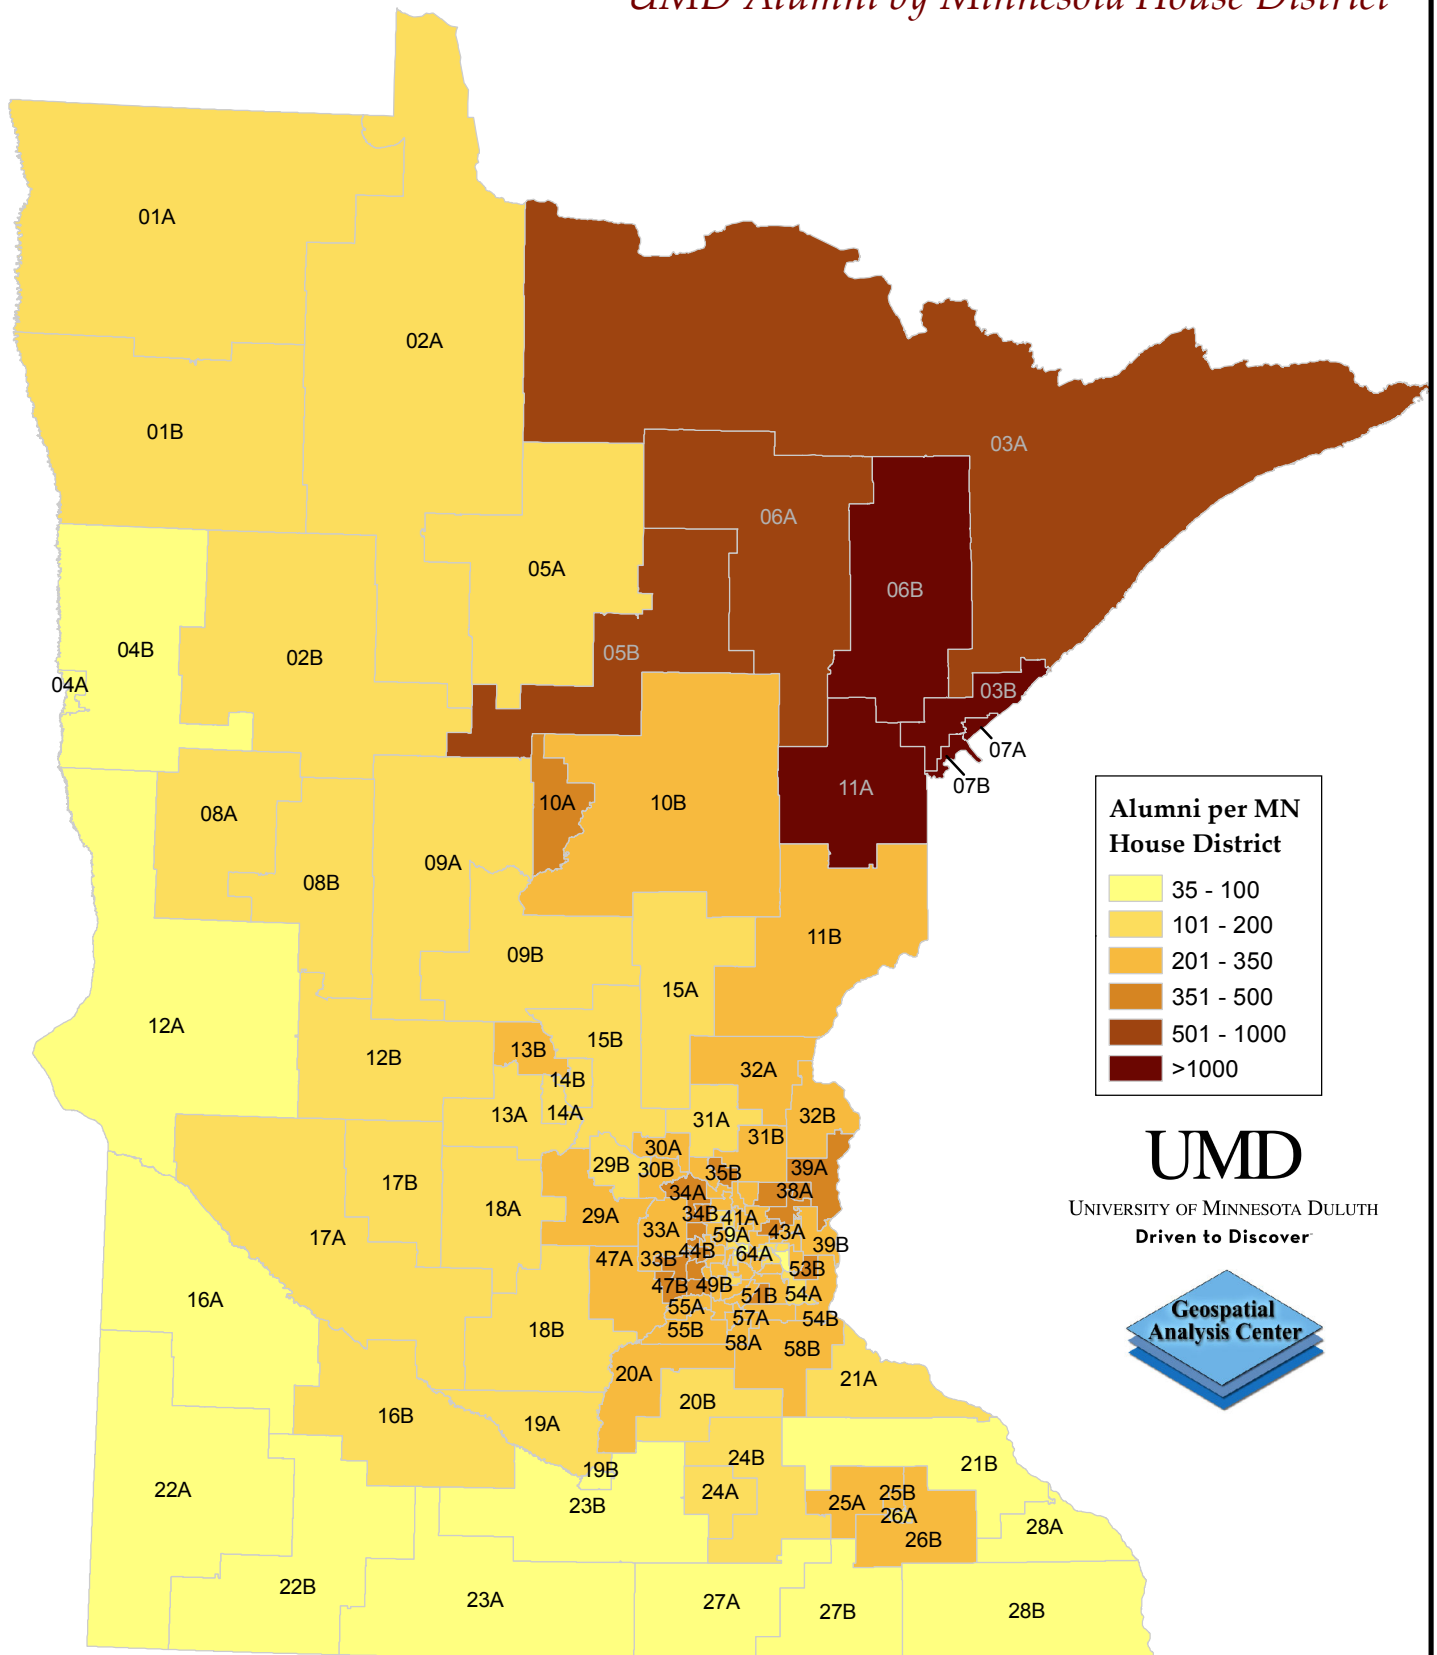 UMD Alumni by Minnesota House District
01A
02A
01B
03A
06A
05A
06B
04B
02B
05B
04A
03B
07A
07B
11A
10A
10B
08A
09A
08B
11B
09B
15A
12A
15B
13B
12B
32A
14B
13A
14A
31A
32B
31B
30A
29B
30B
35B
39A
17B
34A
38A
18A
29A
34B
41A
33A
59A
43A
17A
39B
44B
64A
47A
33B
53B
47B
49B
51B
54A
16A
55A
57A
54B
18B
55B
58A
58B
20A
21A
20B
16B
19A
24B
21B
19B
22A
24A
25B
25A
23B
26A
28A
26B
22B
23A
27A
27B
28B
Alumni per MN
House District
35 - 100
101 - 200
201 - 350
351 - 500
501 - 1000
>1000
UMD
UNIVERSITY OF MINNESOTA DULUTH
Driven to Discover
Geospatial
Analysis Center